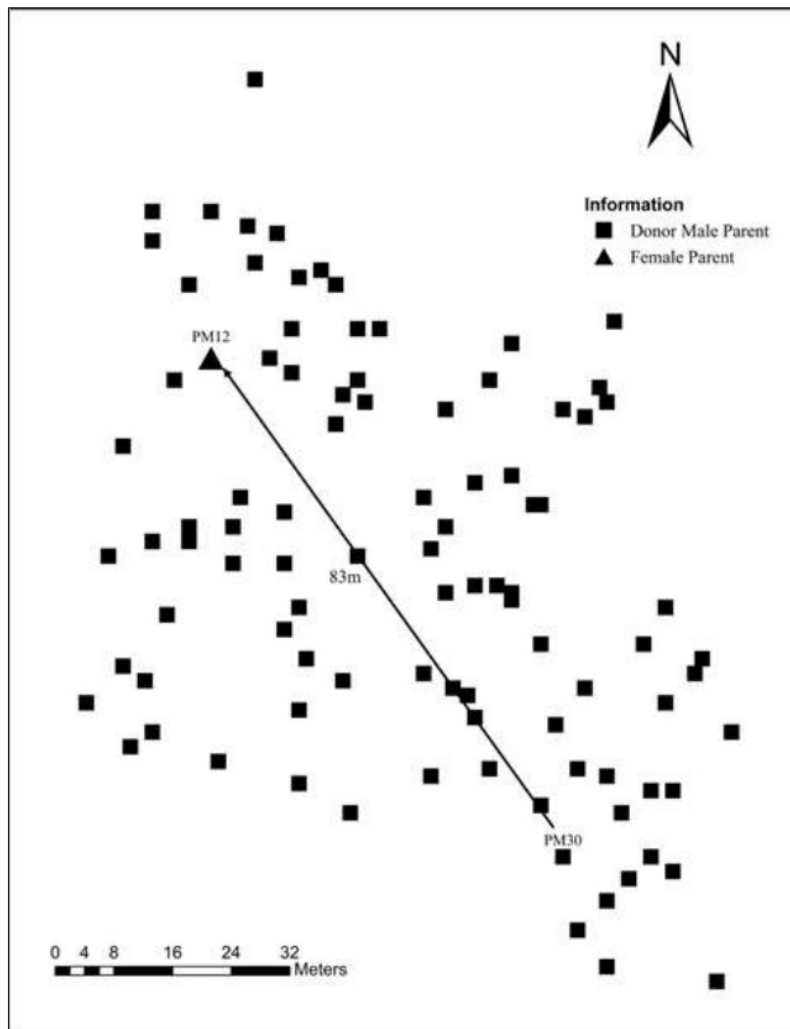 N
Information
Donor Male Parent
Female Parent
PM12
83m
PM30
0 4 8 16 24 32
Meters